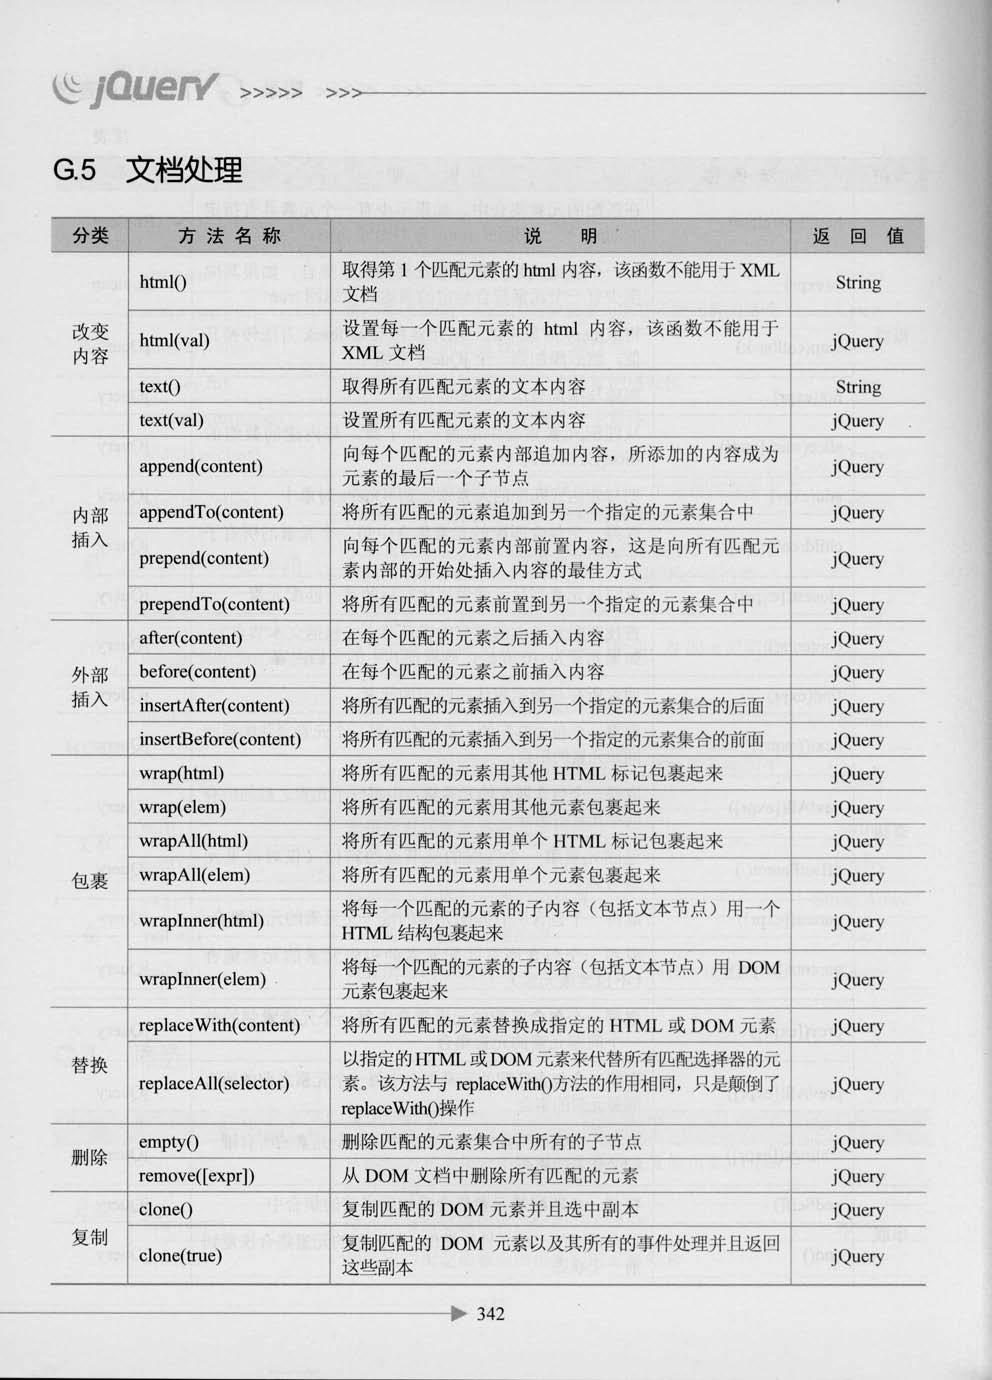 jQuery >>>>> >>>
G.5 文档处理
分类 方法名称 说明 返回值
改变内容
html() 取得第 1 个匹配元素的 html 内容，该函数不能用于 XML
文档 String
html(val) 设置每一个匹配元素的 html 内容，该函数不能用于
XML 文档 jQuery
text() 取得所有匹配元素的文本内容 String
text(val) 设置所有匹配元素的文本内容 jQuery
内部插入
append(content) 向每个匹配的元素内部追加内容，所添加的内容成为
元素的最后一个子节点 jQuery
appendTo(content) 将所有匹配的元素追加到另一个指定的元素集合中 jQuery
prepend(content) 向每个匹配的元素内部前置内容，这是向所有匹配元
素内部的开始处插入内容的最佳方式 jQuery
prependTo(content) 将所有匹配的元素前置到另一个指定的元素集合中 jQuery
外部插入
after(content) 在每个匹配的元素之后插入内容 jQuery
before(content) 在每个匹配的元素之前插入内容 jQuery
insertAfter(content) 将所有匹配的元素插入到另一个指定的元素集合的后面 jQuery
insertBefore(content) 将所有匹配的元素插入到另一个指定的元素集合的前面 jQuery
包裹
wrap(html) 将所有匹配的元素用其他 HTML 标记包裹起来 jQuery
wrap(elem) 将所有匹配的元素用其他元素包裹起来 jQuery
wrapAll(html) 将所有匹配的元素用单个 HTML 标记包裹起来 jQuery
wrapAll(elem) 将所有匹配的元素用单个元素包裹起来 jQuery
wrapInner(html) 将每一个匹配的元素的子内容（包括文本节点）用一个
HTML 结构包裹起来 jQuery
wrapInner(elem) 将每一个匹配的元素的子内容（包括文本节点）用 DOM
元素包裹起来 jQuery
替换
replaceWith(content) 将所有匹配的元素替换成指定的 HTML 或 DOM 元素 jQuery
replaceAll(selector) 以指定的 HTML 或 DOM 元素来代替所有匹配选择器的元
素。该方法与 replaceWith()方法的作用相同，只是颠倒了
replaceWith()操作 jQuery
删除
empty() 删除匹配的元素集合中所有的子节点 jQuery
remove([expr]) 从 DOM 文档中删除所有匹配的元素 jQuery
复制
clone() 复制匹配的 DOM 元素并且选中副本 jQuery
clone(true) 复制匹配的 DOM 元素以及其所有的事件处理并且返回
这些副本 jQuery
342